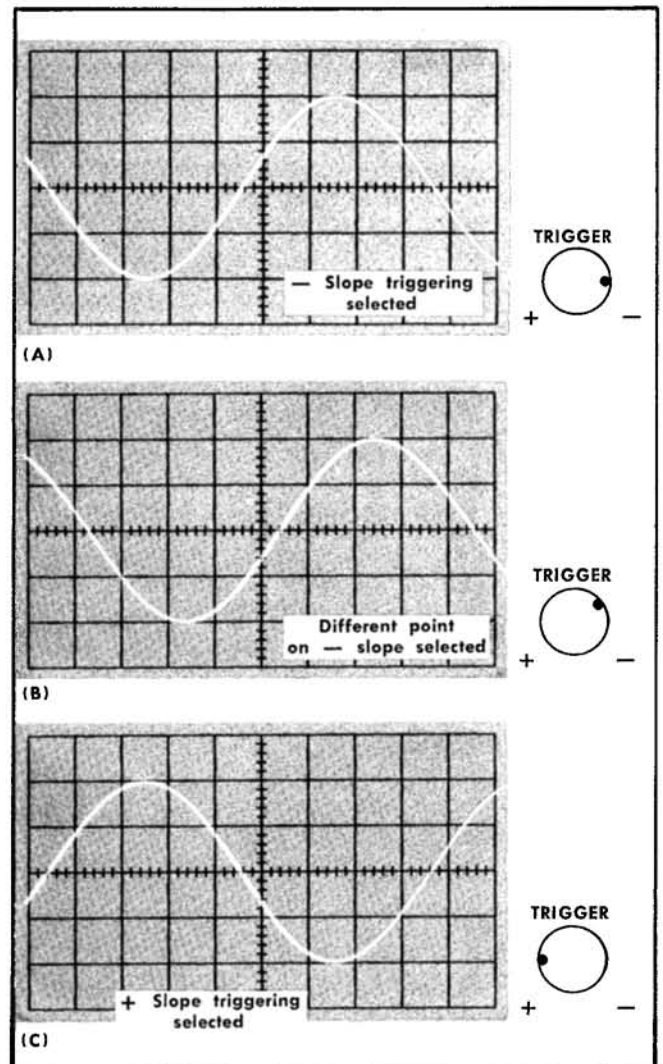 — Slope triggering
selected
TRIGGER
+ —
(A)
Different point
on — slope selected
TRIGGER
+ —
(B)
+ Slope triggering
selected
TRIGGER
+ —
(C)